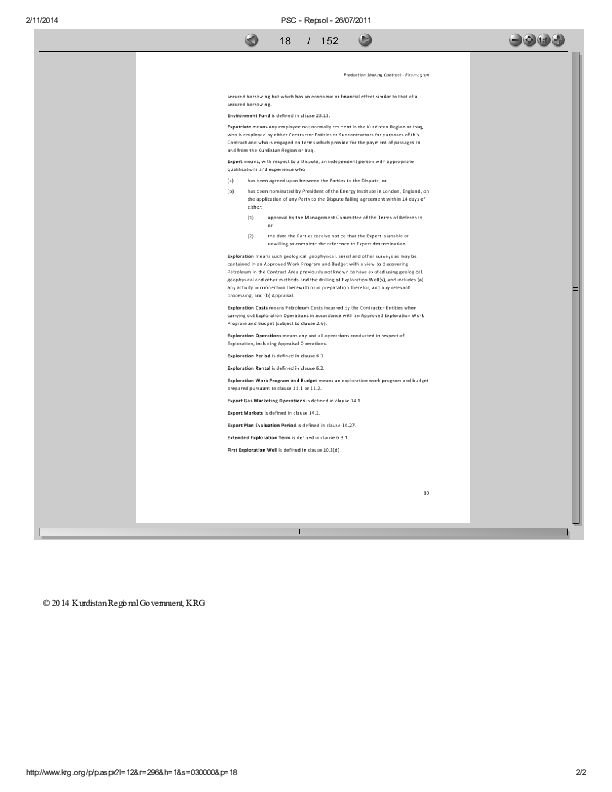 2/11/2014 PSC - Repsol - 26/07/2011
18 / 152
Production Sharing Contract -
secured borrowing but which has an economic or financial effect similar to that of a
secured borrowing.
Environment Fund is defined in clause 23.11.
Expatriate means any employee not normally resident in the Kurdistan Region or Iraq,
who is employed by either Contractor Entities or Subcontractors for purposes of this
Contract and who is engaged on terms which provide for the payment of passages to
and from the Kurdistan Region or Iraq.
Expert means, with respect to a Dispute, an independent person with appropriate
qualifications and experience who:
(a) has been agreed upon between the Parties to the Dispute; or
(b) has been nominated by President of the Energy Institute in London, England, on
the application of any Party to the Dispute failing agreement within 14 days of
either:
(1) approval by the Management Committee of the Terms of Reference
or
(2) the date the Parties receive notice that the Expert is unable or
unwilling to complete the reference to Expert determination.
Exploration means such geological, geophysical, aerial and other surveys as may be
contained in an Approved Work Program and Budget with a view to discovering
Petroleum in the Contract Area previously not known to have existed using geological,
geophysical and other methods and the drilling of Exploration Well(s), and includes (a)
any activity in connection therewith or in preparation therefor, and any relevant
processing; and (b) Appraisal.
Exploration Costs means Petroleum Costs incurred by the Contractor Entities when
carrying out Exploration Operations in accordance with an Approved Exploration Work
Program and Budget (subject to clause 2.6).
Exploration Operations means any and all operations conducted in respect of
Exploration, including Appraisal Operations.
Exploration Period is defined in clause 6.1.
Exploration Rental is defined in clause 6.2.
Exploration Work Program and Budget means an exploration work program and budget
prepared pursuant to clause 11.1 or 11.2.
Export Gas Marketing Operations is defined in clause 14.
Export Markets is defined in clause 14.1.
Export Plan Evaluation Period is defined in clause 14.27.
Extended Exploration Term is defined in clause 6.3.1.
First Exploration Well is defined in clause 10.1(d).
© 2014 Kurdistan Regional Government, KRG
http://www.krg.org/p/p.aspx?l=12&r=296&h=1&s=030000&p=18 2/2